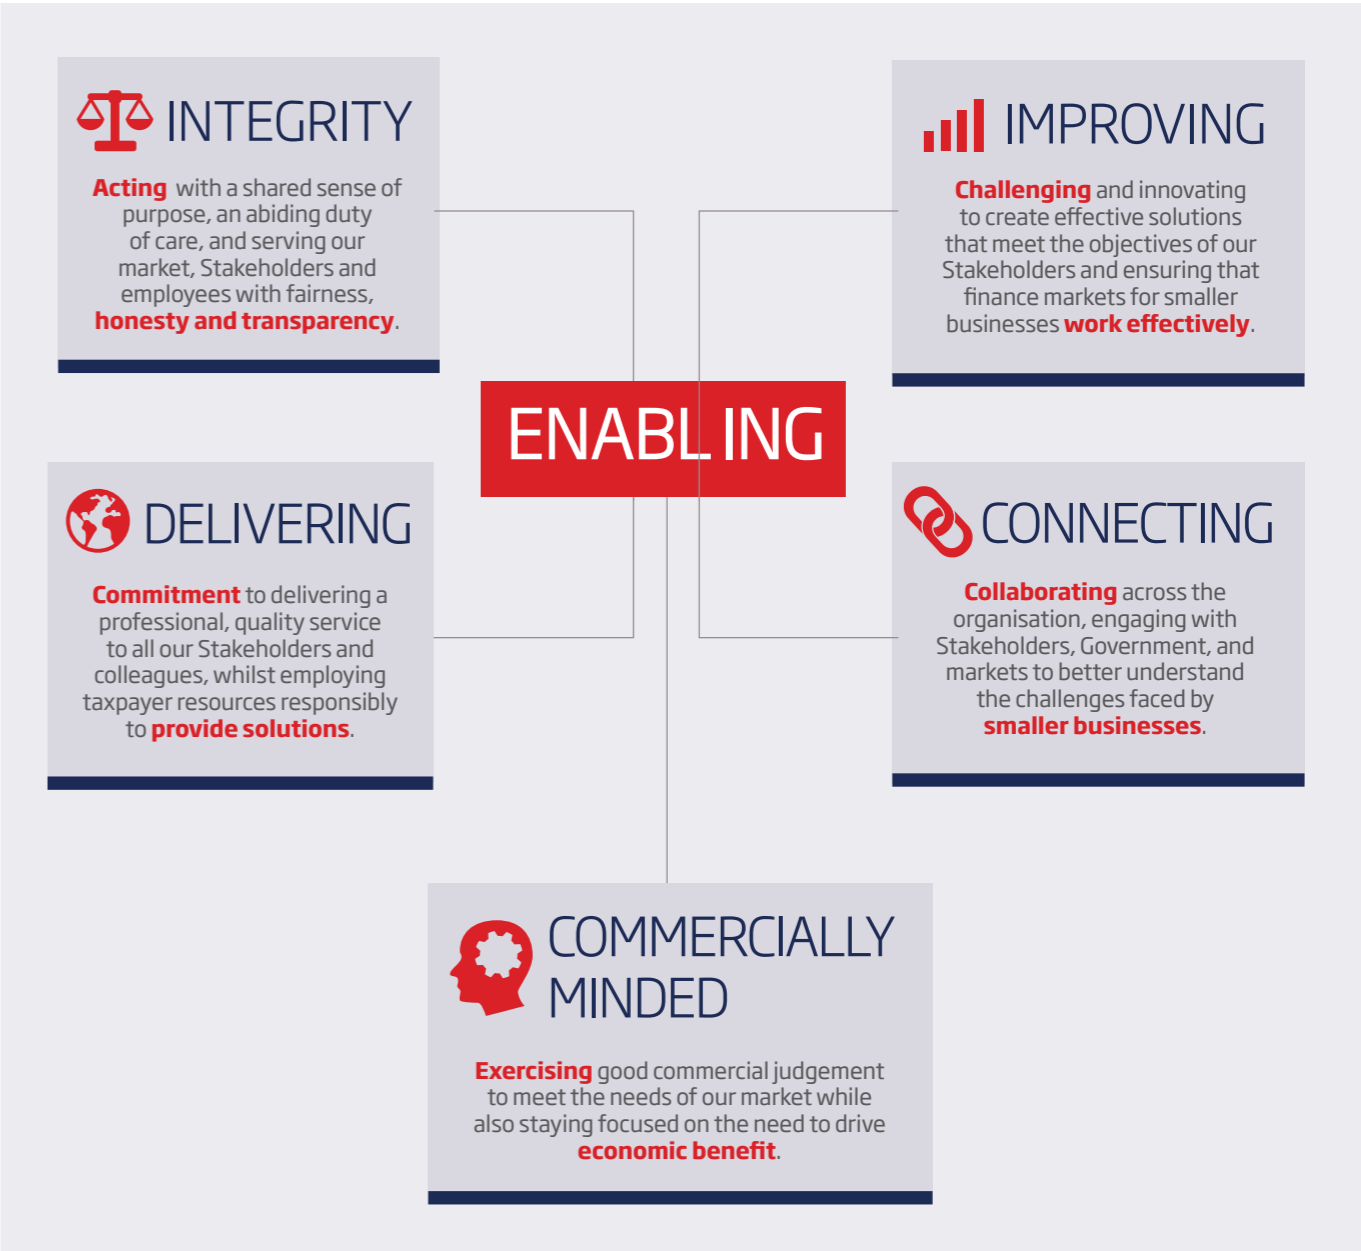 INTEGRITY
Acting with a shared sense of
purpose, an abiding duty
of care, and serving our
market, Stakeholders and
employees with fairness,
honesty and transparency.
IMPROVING
Challenging and innovating
to create effective solutions
that meet the objectives of our
Stakeholders and ensuring that
finance markets for smaller
businesses work effectively.
ENABLING
DELIVERING
Commitment to delivering a
professional, quality service
to all our Stakeholders and
colleagues, whilst employing
taxpayer resources responsibly
to provide solutions.
CONNECTING
Collaborating across the
organisation, engaging with
Stakeholders, Government, and
markets to better understand
the challenges faced by
smaller businesses.
COMMERCIALLY
MINDED
Exercising good commercial judgement
to meet the needs of our market while
also staying focused on the need to drive
economic benefit.